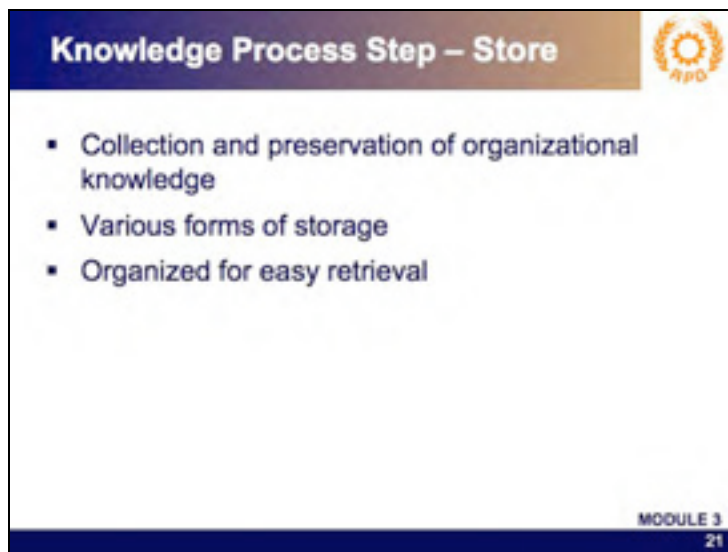 Knowledge Process Step – Store
APO
▪ Collection and preservation of organizational
knowledge
▪ Various forms of storage
▪ Organized for easy retrieval
MODULE 3
21